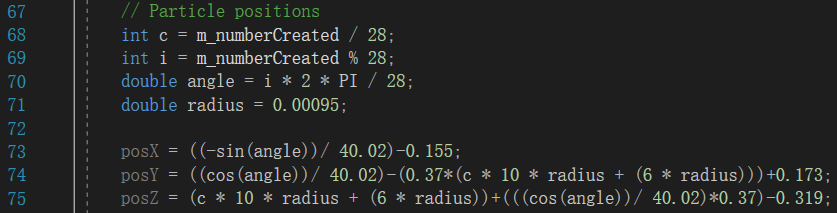 67 // Particle positions
68 int c = m_numberCreated / 28;
69 int i = m_numberCreated % 28;
70 double angle = i * 2 * PI / 28;
71 double radius = 0.00095;
72
73 posX = ((-sin(angle))/ 40.02)-0.155;
74 posY = ((cos(angle))/ 40.02)-(0.37*(c * 10 * radius + (6 * radius)))+0.173;
75 posZ = (c * 10 * radius + (6 * radius))+(((cos(angle))/ 40.02)*0.37)-0.319;